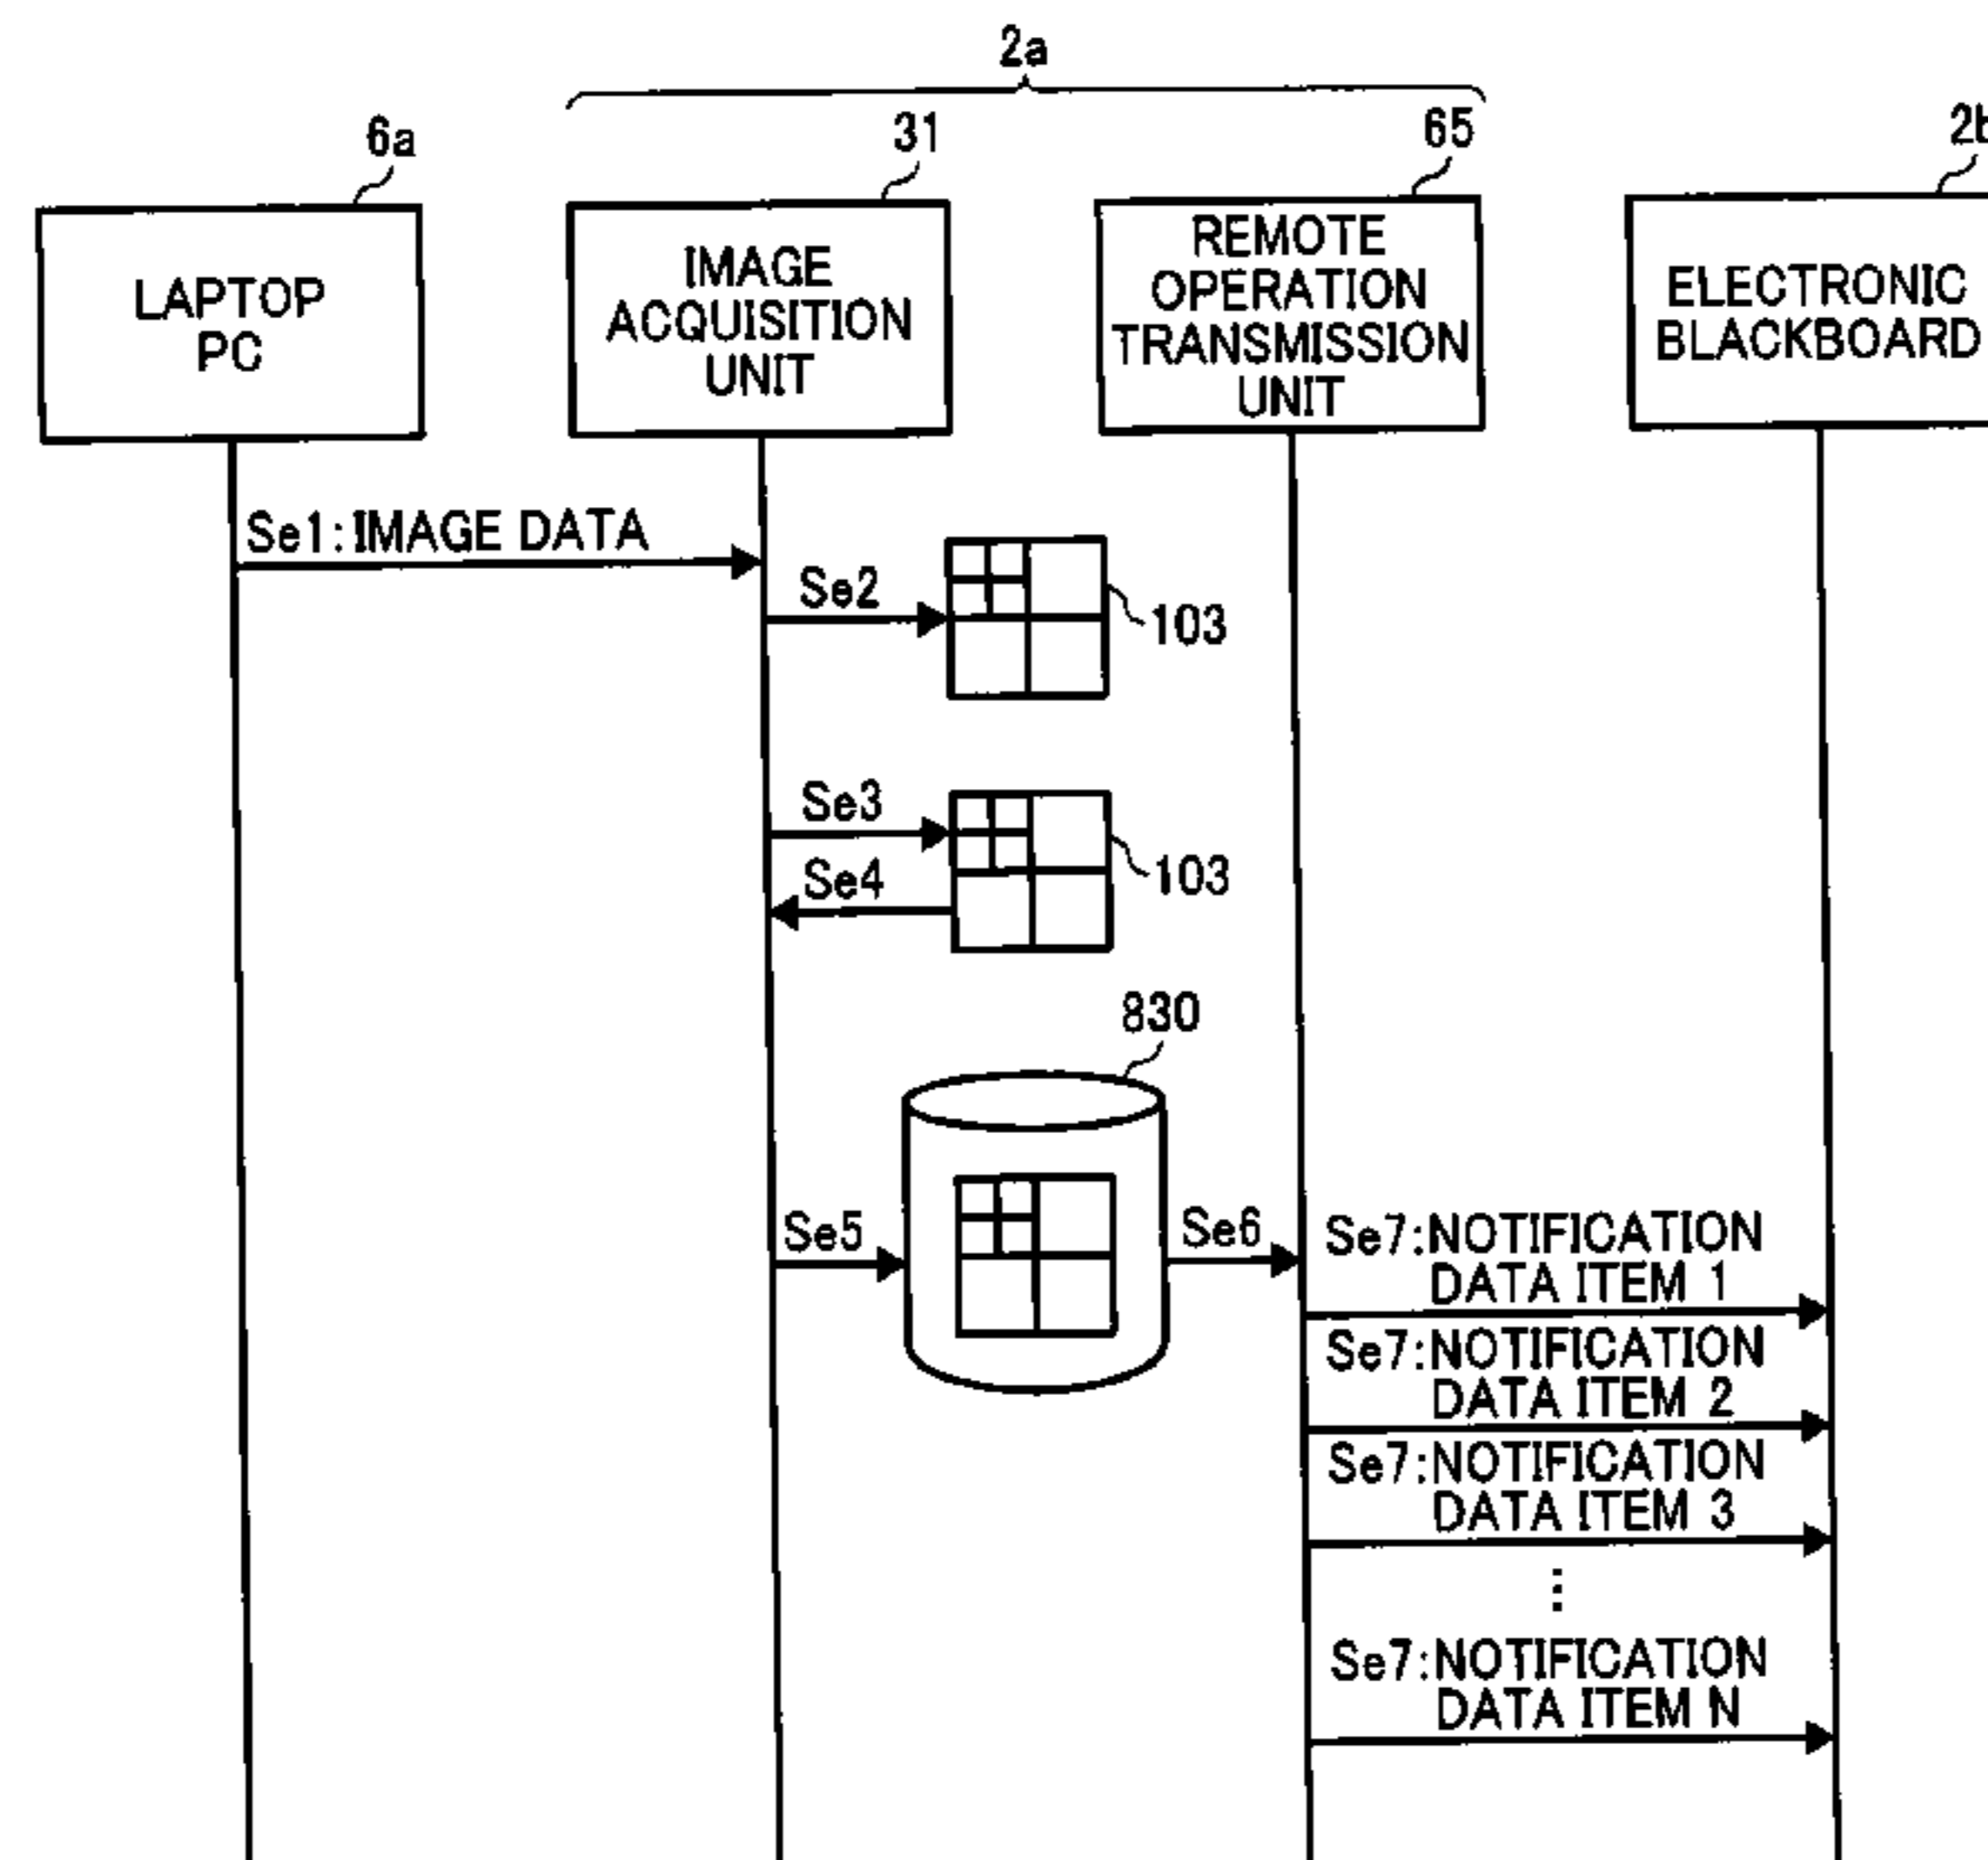 2a
6a
31
65
2b
LAPTOP
PC
IMAGE
ACQUISITION
UNIT
REMOTE
OPERATION
TRANSMISSION
UNIT
ELECTRONIC
BLACKBOARD
Se1:IMAGE DATA
Se2
103
Se3
Se4
103
830
Se5
Se6
Se7:NOTIFICATION
DATA ITEM 1
Se7:NOTIFICATION
DATA ITEM 2
Se7:NOTIFICATION
DATA ITEM 3
⋮
Se7:NOTIFICATION
DATA ITEM N